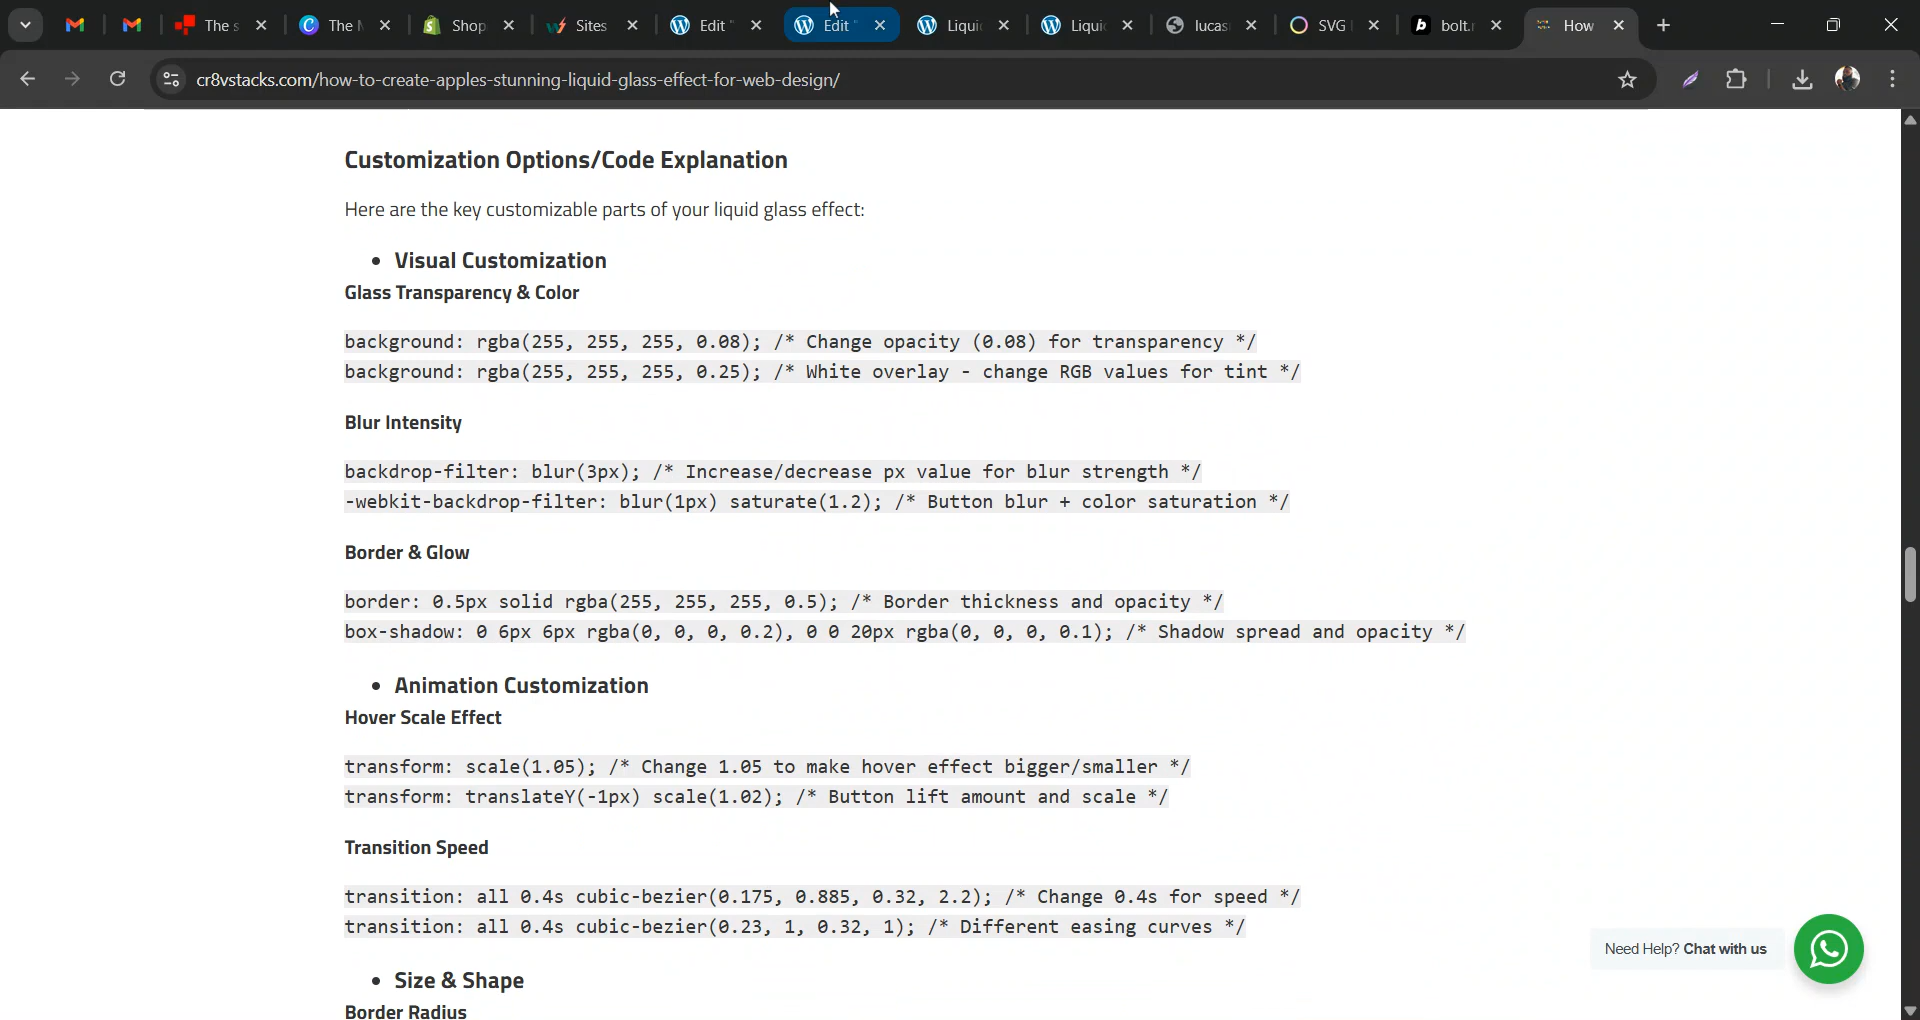 The s
The M
Shop
Sites
Edit "
Edit "
Liqui
Liqui
lucas
SVG
bolt.
How
cr8vstacks.com/how-to-create-apples-stunning-liquid-glass-effect-for-web-design/
Customization Options/Code Explanation
Here are the key customizable parts of your liquid glass effect:
• Visual Customization
Glass Transparency & Color
background: rgba(255, 255, 255, 0.08); /* Change opacity (0.08) for transparency */
background: rgba(255, 255, 255, 0.25); /* White overlay - change RGB values for tint */
Blur Intensity
backdrop-filter: blur(3px); /* Increase/decrease px value for blur strength */
-webkit-backdrop-filter: blur(1px) saturate(1.2); /* Button blur + color saturation */
Border & Glow
border: 0.5px solid rgba(255, 255, 255, 0.5); /* Border thickness and opacity */
box-shadow: 0 6px 6px rgba(0, 0, 0, 0.2), 0 0 20px rgba(0, 0, 0, 0.1); /* Shadow spread and opacity */
• Animation Customization
Hover Scale Effect
transform: scale(1.05); /* Change 1.05 to make hover effect bigger/smaller */
transform: translateY(-1px) scale(1.02); /* Button lift amount and scale */
Transition Speed
transition: all 0.4s cubic-bezier(0.175, 0.885, 0.32, 2.2); /* Change 0.4s for speed */
transition: all 0.4s cubic-bezier(0.23, 1, 0.32, 1); /* Different easing curves */
Need Help? Chat with us
• Size & Shape
Border Radius